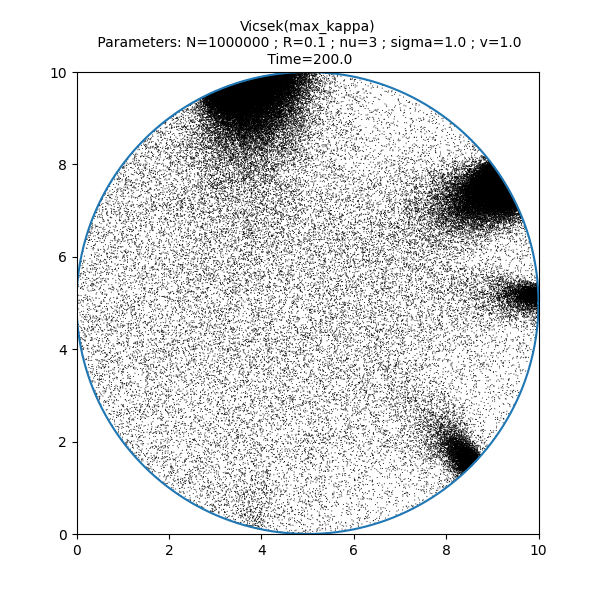 Vicsek(max_kappa)
Parameters: N=1000000 ; R=0.1 ; nu=3 ; sigma=1.0 ; v=1.0
Time=200.0
10
8
6
4
2
0
0 2 4 6 8 10